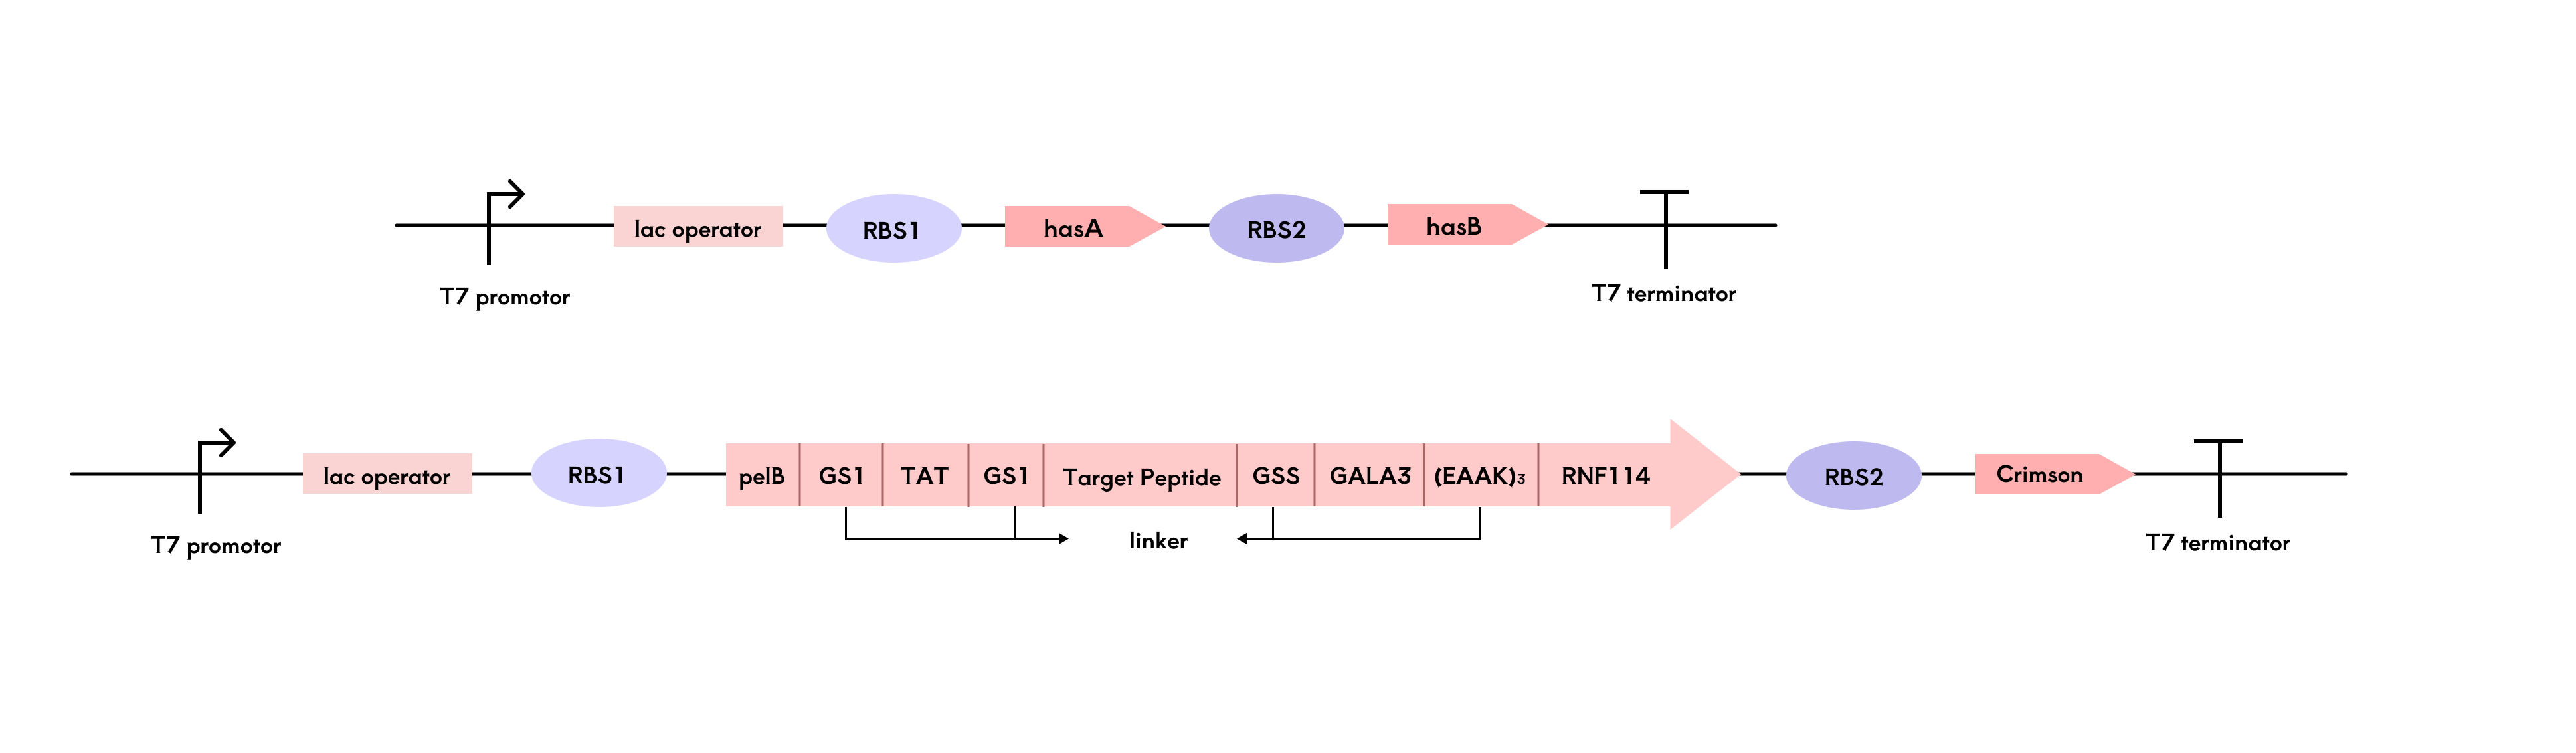 lac operator
RBS1
hasA
RBS2
hasB
T7 promotor
T7 terminator
lac operator
RBS1
pelB
GS1
TAT
GS1
Target Peptide
GSS
GALA3
(EAAK)₃
RNF114
RBS2
Crimson
linker
T7 promotor
T7 terminator